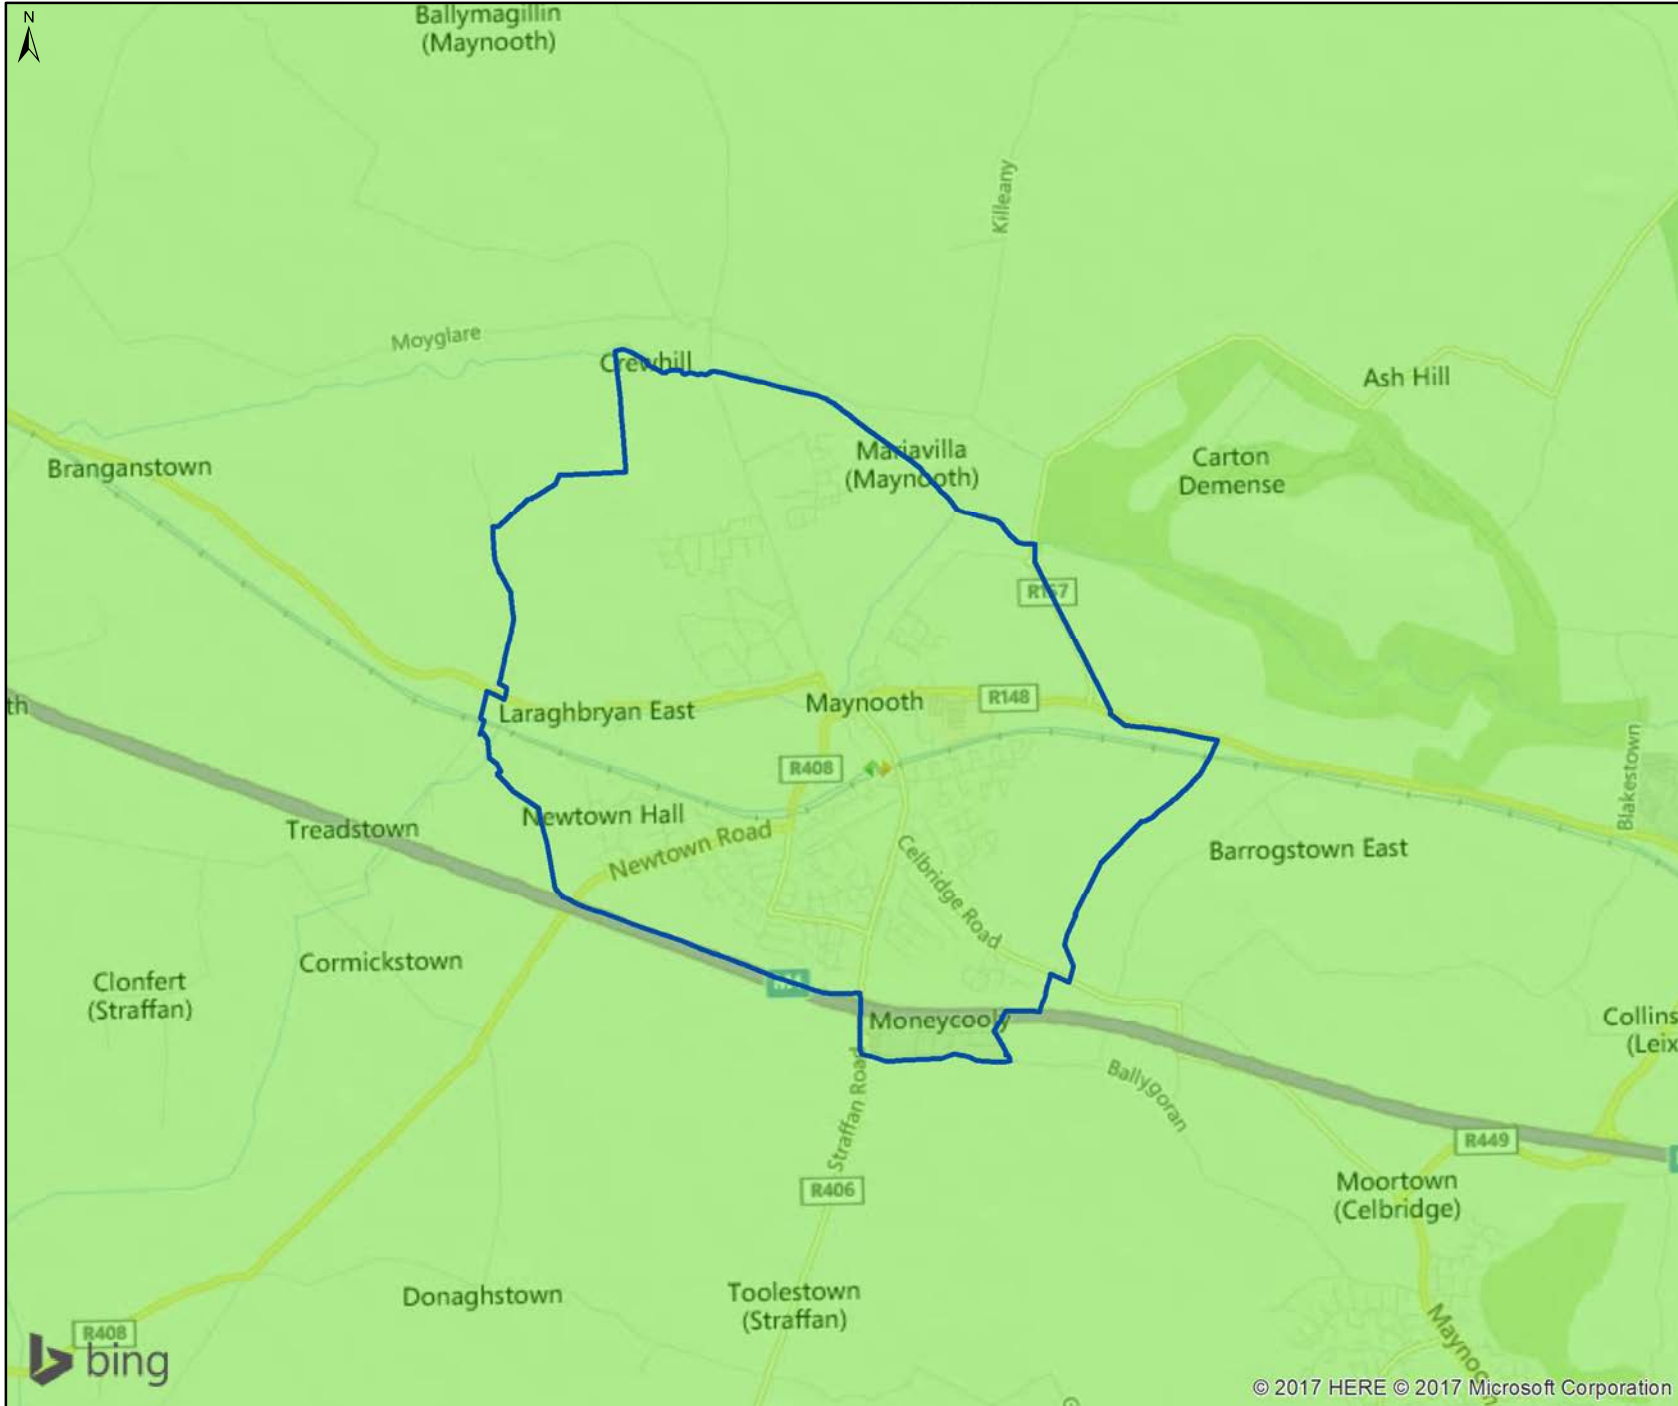 N
Ballymagillin
(Maynooth)
Killeany
Moyglare
Crewhill
Ash Hill
Mariavilla
(Maynooth)
Carton
Demense
Branganstown
R157
th
Laraghbryan East
Maynooth
R148
R408
Blakestown
Newtown Hall
Treadstown
Newtown Road
Celbridge Road
Barrogstown East
Cormickstown
Clonfert
(Straffan)
M4
Moneycooly
Collins
(Leix
Straffan Road
Ballygoran
R449
R406
Moortown
(Celbridge)
Donaghstown
Toolestown
(Straffan)
R408
bing
© 2017 HERE © 2017 Microsoft Corporation